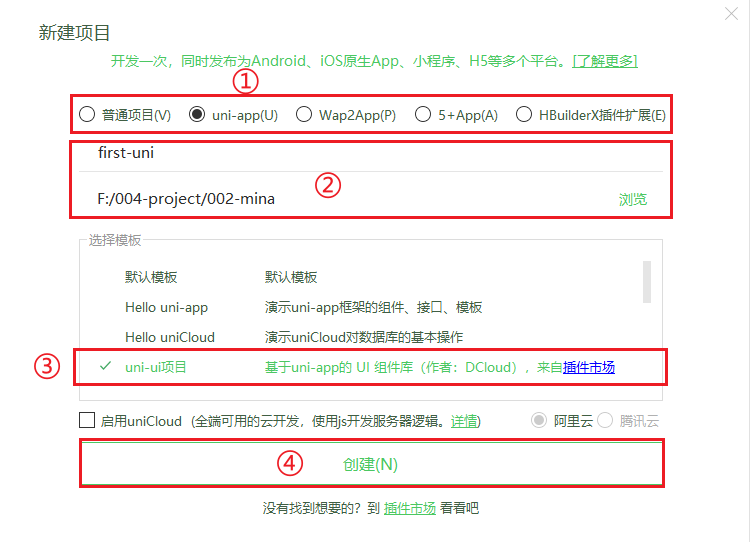 新建项目
开发一次，同时发布为Android、iOS原生App、小程序、H5等多个平台。[了解更多]
①
普通项目(V) uni-app(U) Wap2App(P) 5+App(A) HBuilderX插件扩展(E)
first-uni
②
F:/004-project/002-mina 浏览
选择模板
默认模板 默认模板
Hello uni-app 演示uni-app框架的组件、接口、模板
Hello uniCloud 演示uniCloud对数据库的基本操作
③ uni-ui项目 基于uni-app的 UI 组件库（作者：DCloud），来自插件市场
启用uniCloud（全端可用的云开发，使用js开发服务器逻辑。详情) 阿里云 腾讯云
④ 创建(N)
没有找到想要的？到 插件市场 看看吧